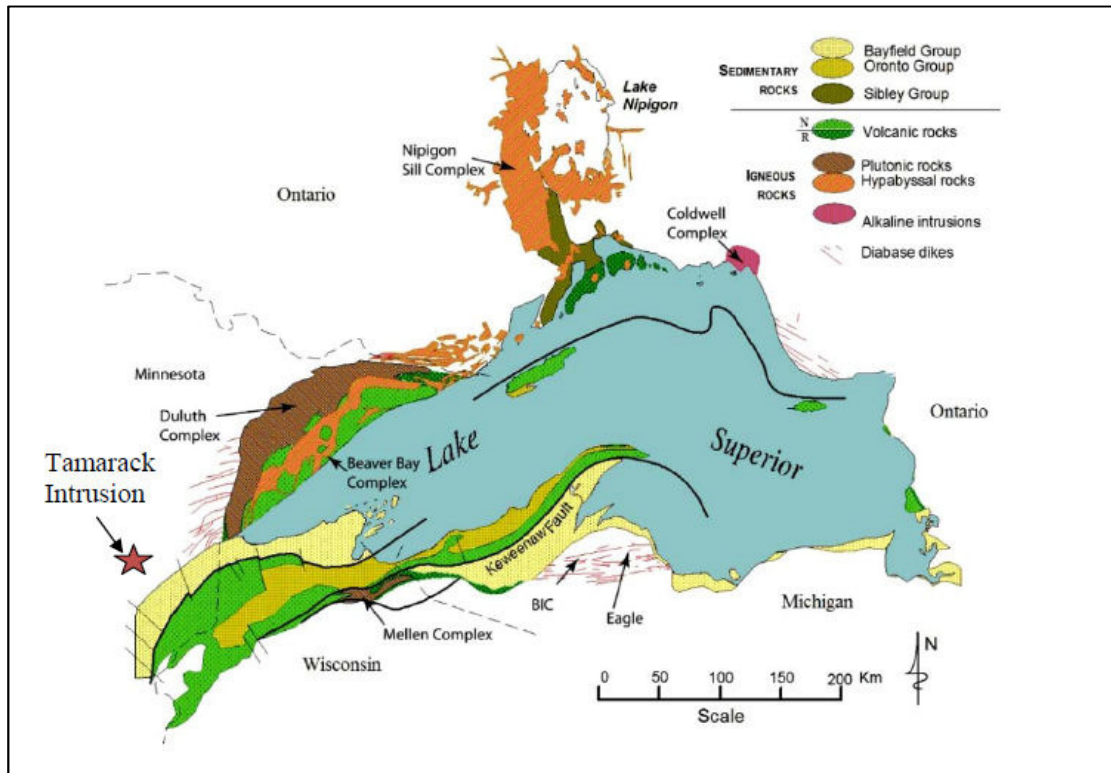 Lake
Nipigon
Nipigon
Sill Complex
Ontario
SEDIMENTARY
ROCKS
Bayfield Group
Oronto Group
Sibley Group
N
R
Volcanic rocks
IGNEOUS
ROCKS
Plutonic rocks
Hypabyssal rocks
Alkaline intrusions
Diabase dikes
Coldwell
Complex
Minnesota
Duluth
Complex
Ontario
Tamarack
Intrusion
Beaver Bay
Complex
Lake
Superior
Keweenaw Fault
BIC
Eagle
Michigan
Mellen Complex
Wisconsin
N
0 50 100 150 200 Km
Scale